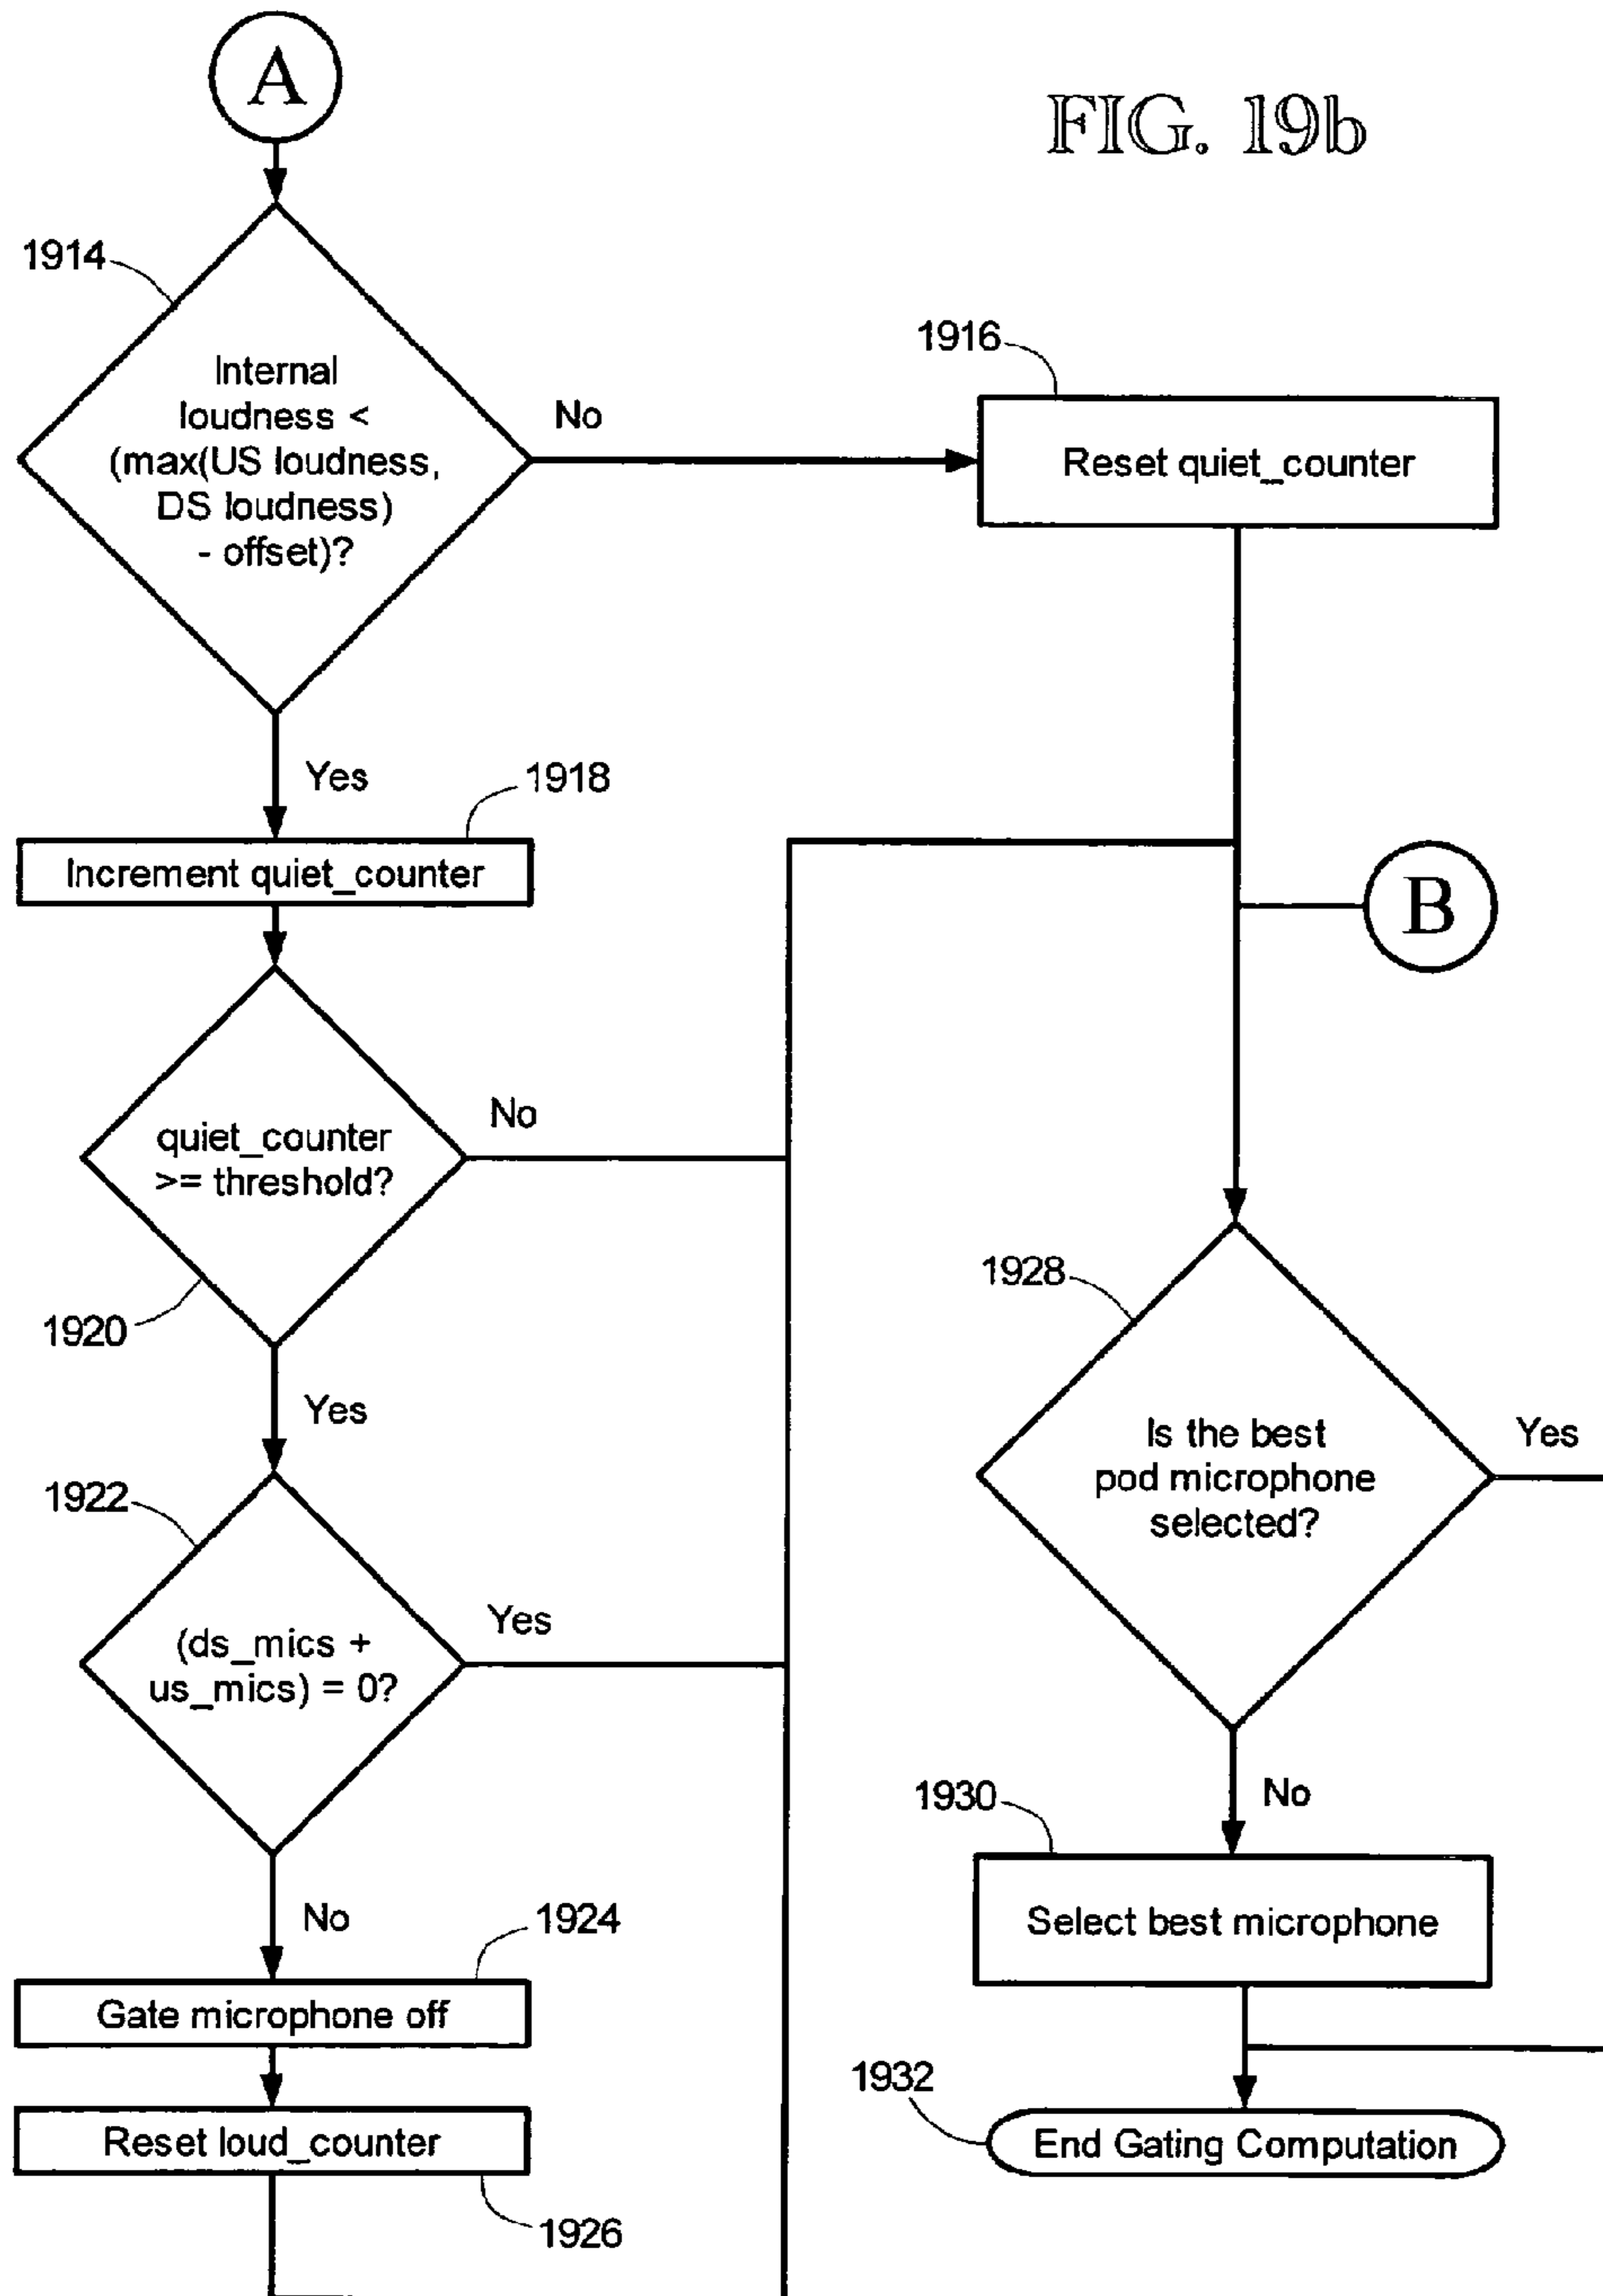 A
FIG. 19b
1914
Internal
loudness <
(max(US loudness,
DS loudness)
- offset)?
No
1916
Reset quiet_counter
Yes
1918
Increment quiet_counter
B
quiet_counter
>= threshold?
No
1920
Yes
1922
(ds_mics +
us_mics) = 0?
Yes
No
1924
Gate microphone off
Reset loud_counter
1926
1928
Is the best
pod microphone
selected?
Yes
No
1930
Select best microphone
1932
End Gating Computation